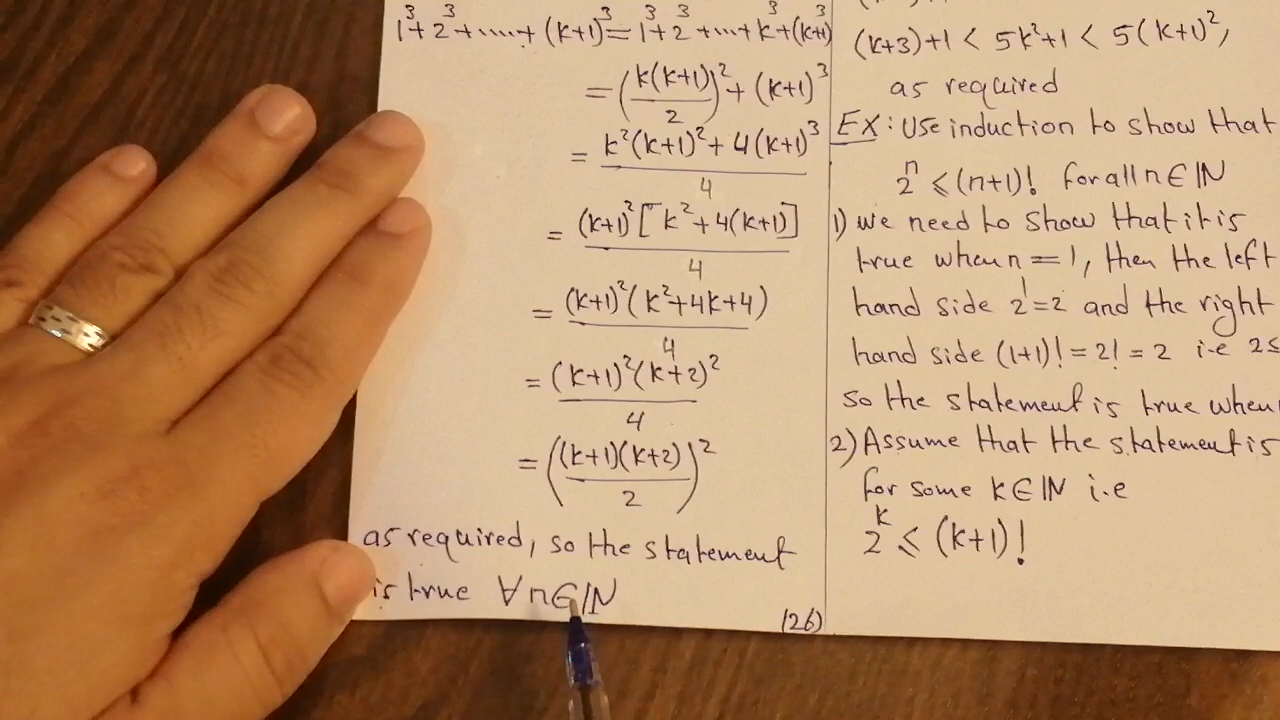 1³+2³+.....+(k+1)³=1³+2³+...+k³+(k+1)³
=(k(k+1)/2)²+(k+1)³
=k²(k+1)²+4(k+1)³/4
=(k+1)²[k²+4(k+1)]/4
=(k+1)²(k²+4k+4)/4
=(k+1)²(k+2)²/4
=((k+1)(k+2)/2)²
as required, so the statement
is true ∀n∈ℕ
(26)
(k+3)+1<5k²+1<5(k+1)²,
as required
EX: Use induction to show that
2ⁿ≤(n+1)! for all n∈ℕ
1) we need to show that it is
true when n=1, then the left
hand side 2¹=2 and the right
hand side (1+1)!=2!=2 i.e 2≤
so the statement is true when
2) Assume that the statement is
for some k∈ℕ i.e
2ᵏ≤(k+1)!